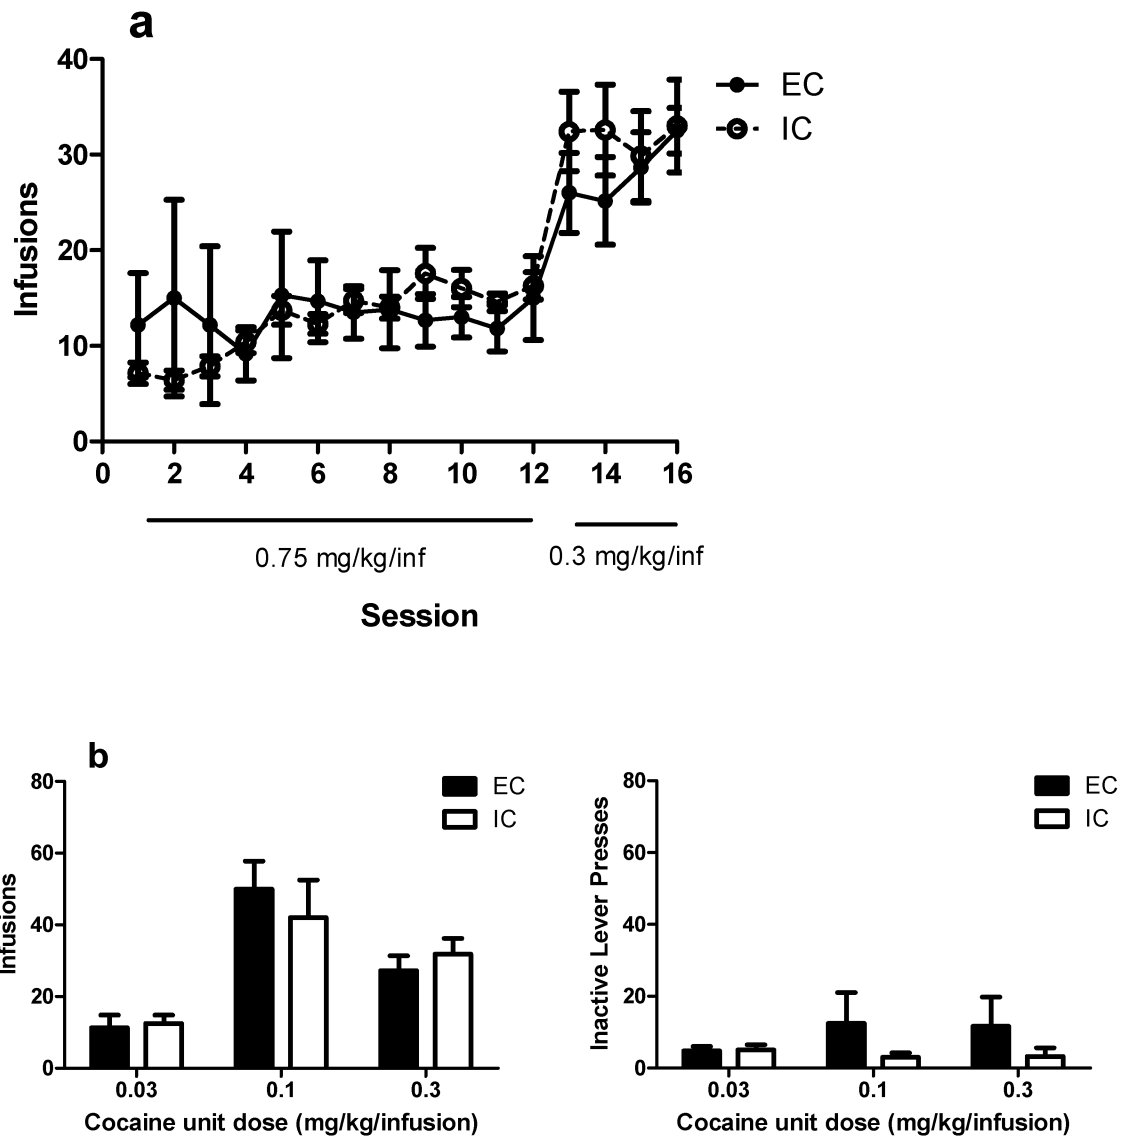 a
40
30
20
10
0
Infusions
EC
IC
0 2 4 6 8 10 12 14 16
0.75 mg/kg/inf
0.3 mg/kg/inf
Session
b
80
60
40
20
0
Infusions
EC
IC
0.03 0.1 0.3
Cocaine unit dose (mg/kg/infusion)
80
60
40
20
0
Inactive Lever Presses
EC
IC
0.03 0.1 0.3
Cocaine unit dose (mg/kg/infusion)